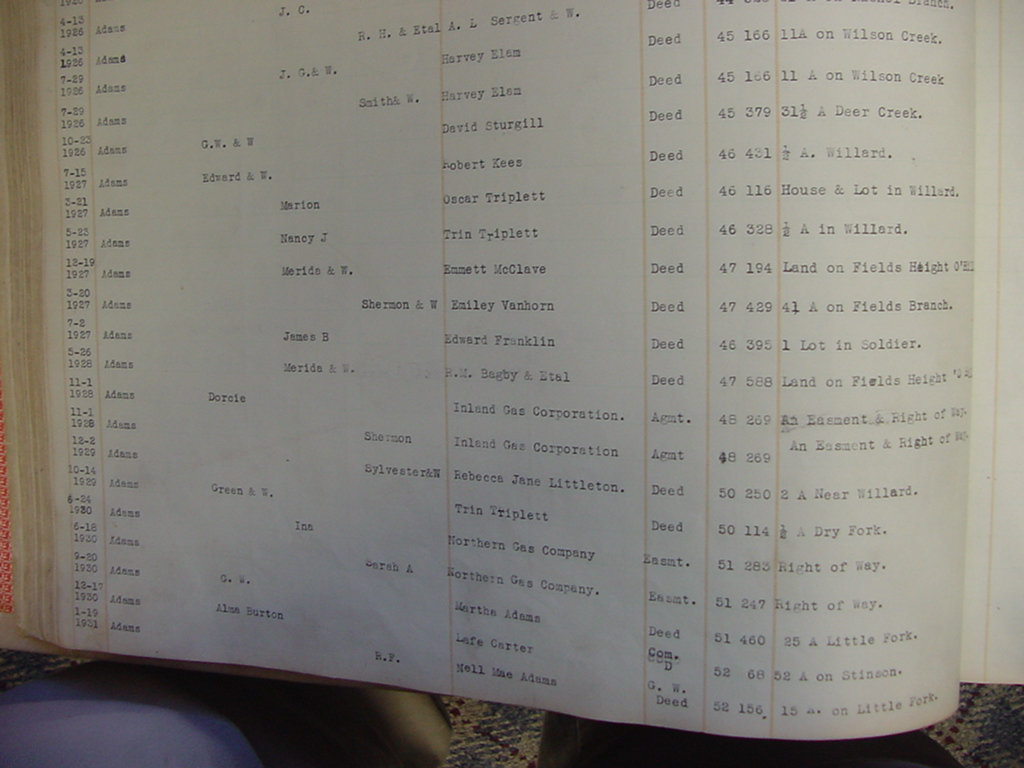 1926
4-13 1926 Adams J. C.
4-13 1926 Adams R. H. & Etal A. L Sergent & W. Deed 44 Branch.
7-29 1926 Adams J. G.& W. Harvey Elam Deed 45 166 11A on Wilson Creek.
7-29 1926 Adams Smith& W. Harvey Elam Deed 45 166 11 A on Wilson Creek
10-23 1926 Adams G.W. & W David Sturgill Deed 45 379 31½ A Deer Creek.
7-15 1927 Adams Edward & W. Robert Kees Deed 46 431 ½ A. Willard.
3-21 1927 Adams Marion Oscar Triplett Deed 46 116 House & Lot in Willard.
5-23 1927 Adams Nancy J Trin Triplett Deed 46 328 ½ A in Willard.
12-19 1927 Adams Merida & W. Emmett McClave Deed 47 194 Land on Fields Height
3-20 1927 Adams Shermon & W Emiley Vanhorn Deed 47 429 41 A on Fields Branch.
7-2 1927 Adams James B Edward Franklin Deed 46 395 1 Lot in Soldier.
5-26 1928 Adams Merida & W. R.M. Bagby & Etal Deed 47 588 Land on Fields Height
11-1 1928 Adams Dorcie Inland Gas Corporation. Agmt. 48 269 An Easment & Right of Way.
11-1 1928 Adams Shermon Inland Gas Corporation Agmt 48 269 An Easment & Right of Way.
12-2 1929 Adams Sylvester&W Rebecca Jane Littleton. Deed 50 250 2 A Near Willard.
10-14 1929 Adams Green & W. Trin Triplett Deed 50 114 ½ A Dry Fork.
6-24 1930 Adams Ina Northern Gas Company Easmt. 51 283 Right of Way.
6-18 1930 Adams Sarah A Northern Gas Company. Easmt. 51 247 Right of Way.
9-20 1930 Adams G. W. Martha Adams Deed 51 460 25 A Little Fork.
12-17 1930 Adams Alma Burton Lafe Carter Com. D 52 68 52 A on Stinson.
1-19 1931 Adams R.F. Nell Mae Adams G. W. Deed 52 156 15 A. on Little Fork.